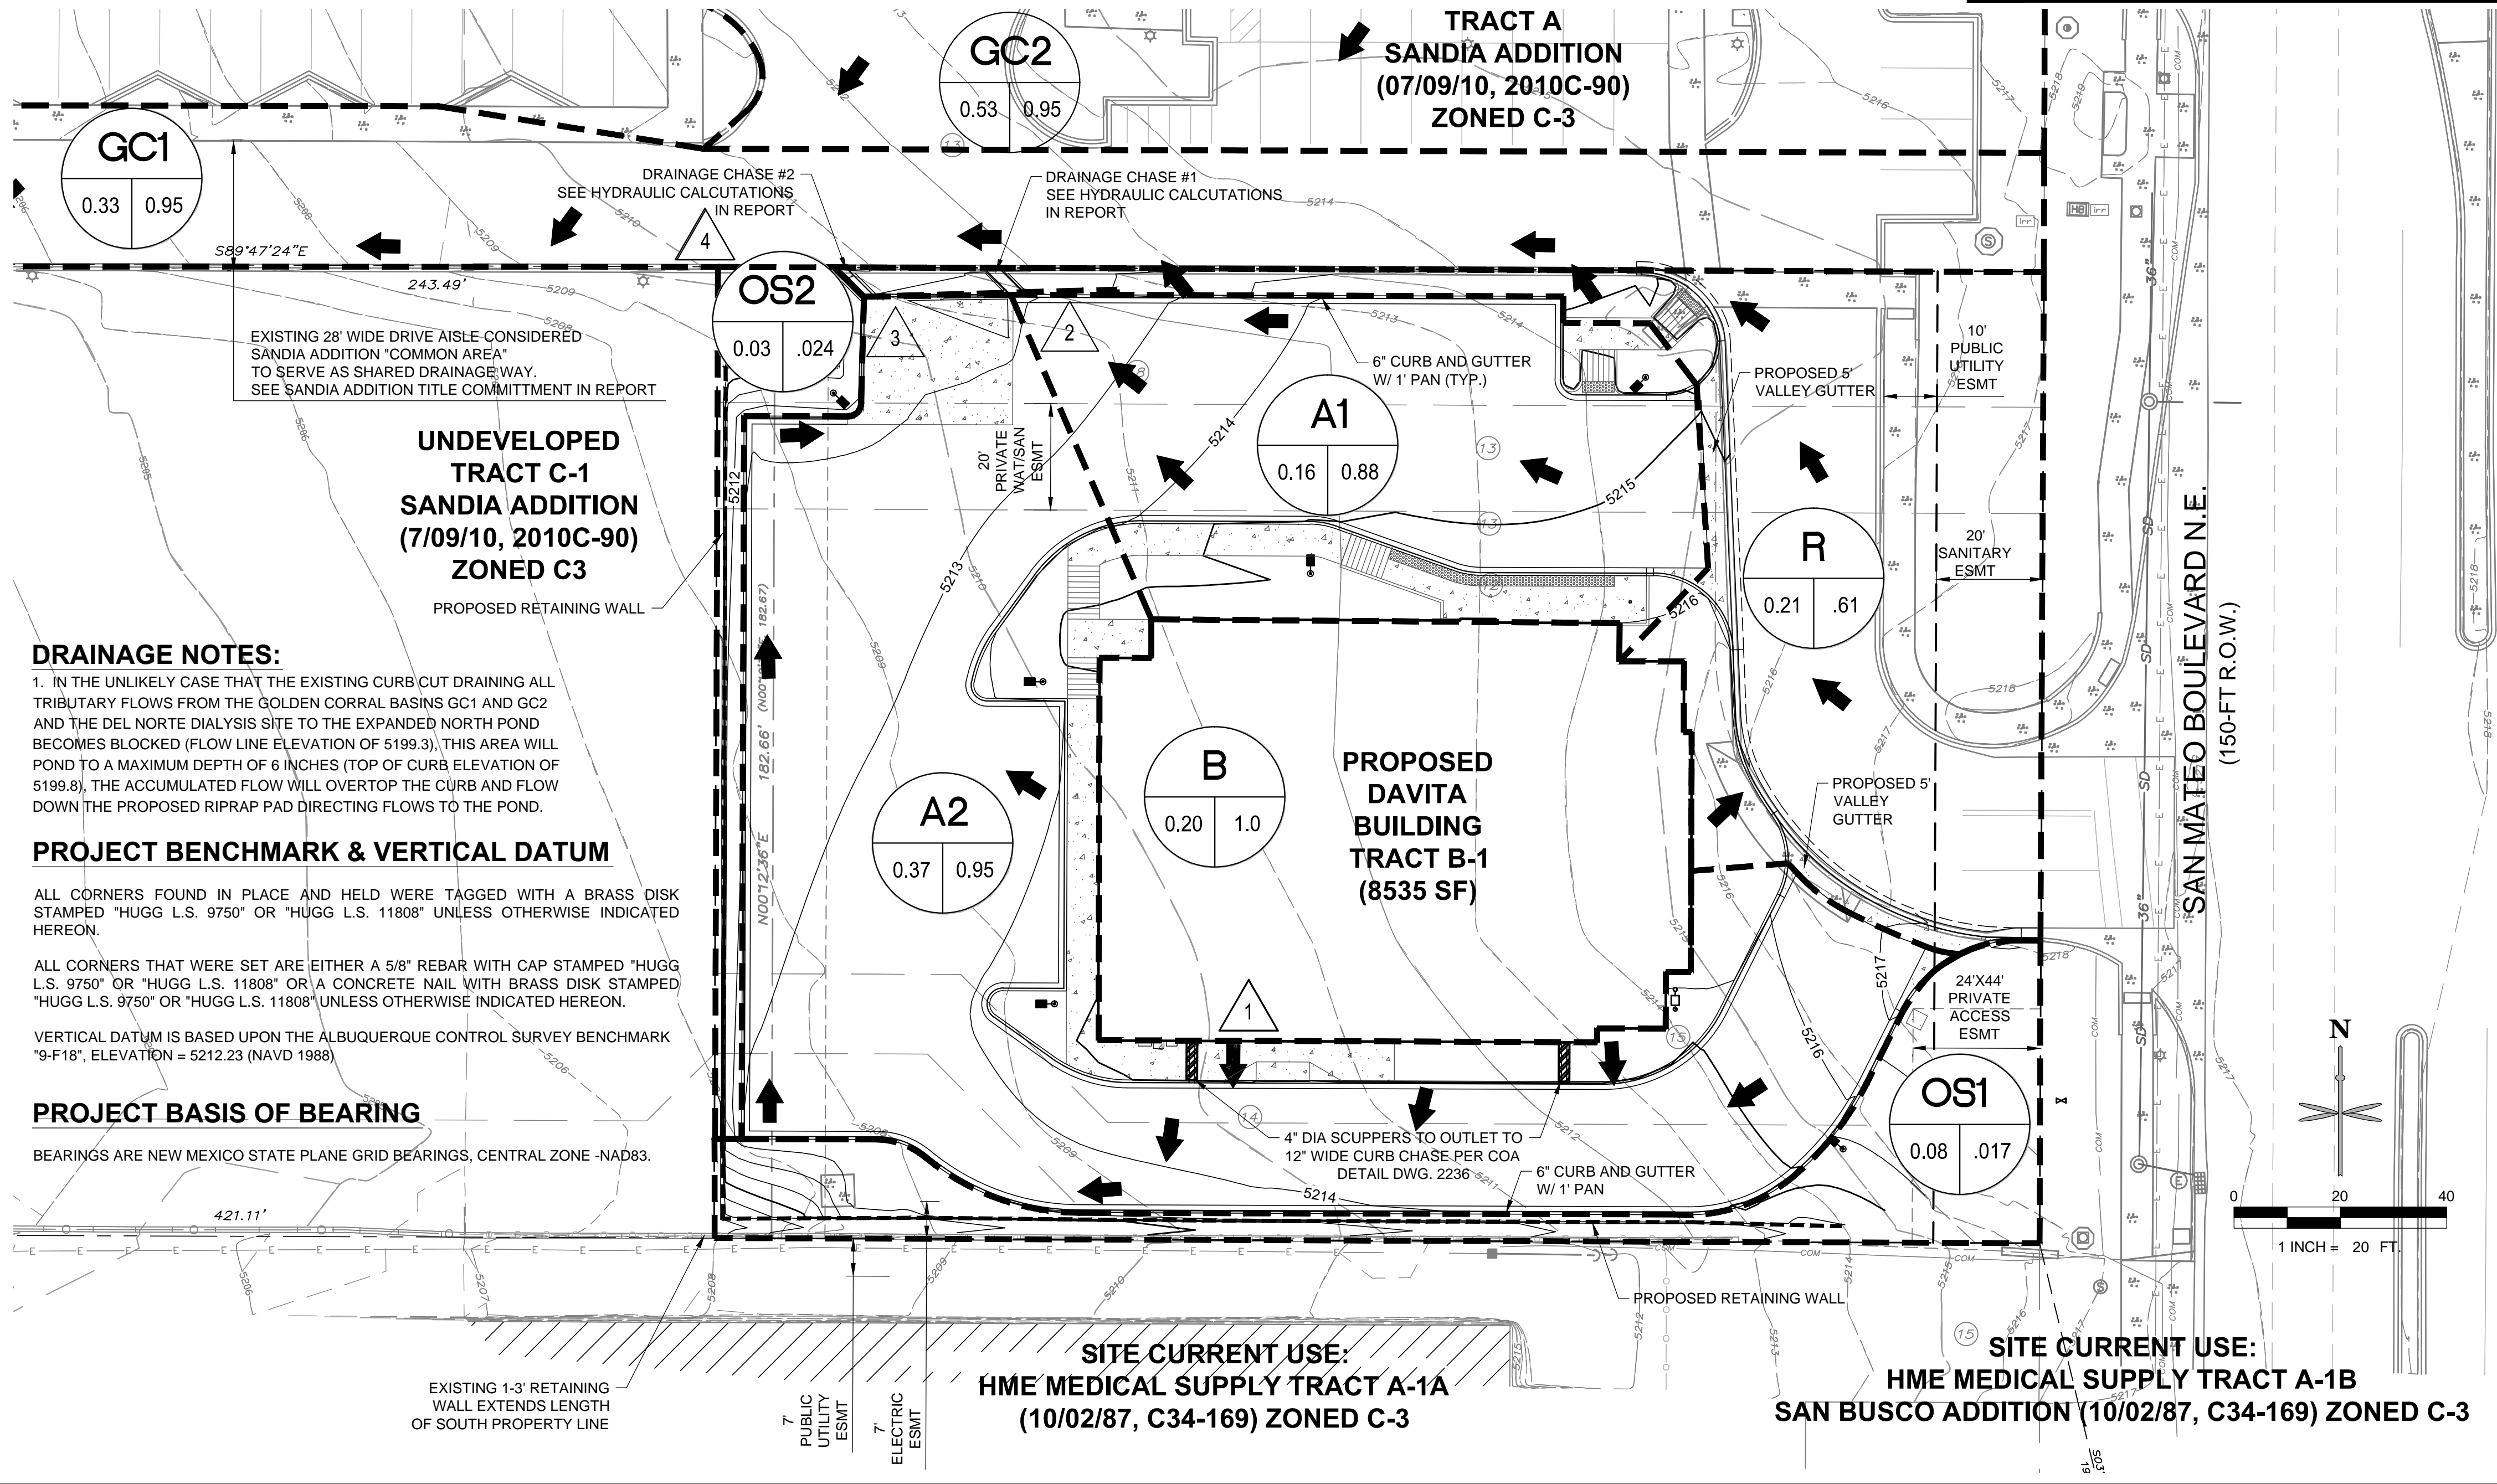 TRACT A
SANDIA ADDITION
(07/09/10, 2010C-90)
ZONED C-3
GC2
0.53 0.95
GC1
0.33 0.95
DRAINAGE CHASE #2
SEE HYDRAULIC CALCUTATIONS
IN REPORT
DRAINAGE CHASE #1
SEE HYDRAULIC CALCUTATIONS
IN REPORT
4
S89°47'24"E
243.49'
OS2
0.03 .024
3
2
EXISTING 28' WIDE DRIVE AISLE CONSIDERED
SANDIA ADDITION "COMMON AREA"
TO SERVE AS SHARED DRAINAGE WAY.
SEE SANDIA ADDITION TITLE COMMITTMENT IN REPORT
6" CURB AND GUTTER
W/ 1' PAN (TYP.)
PROPOSED 5'
VALLEY GUTTER
10'
PUBLIC
UTILITY
ESMT
UNDEVELOPED
TRACT C-1
SANDIA ADDITION
(7/09/10, 2010C-90)
ZONED C3
20'
PRIVATE
WAT/SAN
ESMT
A1
0.16 0.88
R
0.21 .61
20'
SANITARY
ESMT
PROPOSED RETAINING WALL
5212
5213
5214
5215
5216
5217
5216
5214
182.66'
(N00°
182.67)
N00°12'36"E
SAN MATEO BOULEVARD N.E.
(150-FT R.O.W.)
36"
SD
SD
SD
36"
SD
DRAINAGE NOTES:
1. IN THE UNLIKELY CASE THAT THE EXISTING CURB CUT DRAINING ALL
TRIBUTARY FLOWS FROM THE GOLDEN CORRAL BASINS GC1 AND GC2
AND THE DEL NORTE DIALYSIS SITE TO THE EXPANDED NORTH POND
BECOMES BLOCKED (FLOW LINE ELEVATION OF 5199.3), THIS AREA WILL
POND TO A MAXIMUM DEPTH OF 6 INCHES (TOP OF CURB ELEVATION OF
5199.8), THE ACCUMULATED FLOW WILL OVERTOP THE CURB AND FLOW
DOWN THE PROPOSED RIPRAP PAD DIRECTING FLOWS TO THE POND.
PROJECT BENCHMARK & VERTICAL DATUM
ALL CORNERS FOUND IN PLACE AND HELD WERE TAGGED WITH A BRASS DISK
STAMPED "HUGG L.S. 9750" OR "HUGG L.S. 11808" UNLESS OTHERWISE INDICATED
HEREON.
ALL CORNERS THAT WERE SET ARE EITHER A 5/8" REBAR WITH CAP STAMPED "HUGG
L.S. 9750" OR "HUGG L.S. 11808" OR A CONCRETE NAIL WITH BRASS DISK STAMPED
"HUGG L.S. 9750" OR "HUGG L.S. 11808" UNLESS OTHERWISE INDICATED HEREON.
VERTICAL DATUM IS BASED UPON THE ALBUQUERQUE CONTROL SURVEY BENCHMARK
"9-F18", ELEVATION = 5212.23 (NAVD 1988)
PROJECT BASIS OF BEARING
BEARINGS ARE NEW MEXICO STATE PLANE GRID BEARINGS, CENTRAL ZONE -NAD83.
421.11'
A2
0.37 0.95
B
0.20 1.0
PROPOSED
DAVITA
BUILDING
TRACT B-1
(8535 SF)
PROPOSED 5'
VALLEY
GUTTER
1
24'X44'
PRIVATE
ACCESS
ESMT
OS1
0.08 .017
4" DIA SCUPPERS TO OUTLET TO
12" WIDE CURB CHASE PER COA
DETAIL DWG. 2236
6" CURB AND GUTTER
W/ 1' PAN
N
0 20 40
1 INCH = 20 FT.
PROPOSED RETAINING WALL
EXISTING 1-3' RETAINING
WALL EXTENDS LENGTH
OF SOUTH PROPERTY LINE
7'
PUBLIC
UTILITY
ESMT
7'
ELECTRIC
ESMT
SITE CURRENT USE:
HME MEDICAL SUPPLY TRACT A-1A
(10/02/87, C34-169) ZONED C-3
SITE CURRENT USE:
HME MEDICAL SUPPLY TRACT A-1B
SAN BUSCO ADDITION (10/02/87, C34-169) ZONED C-3